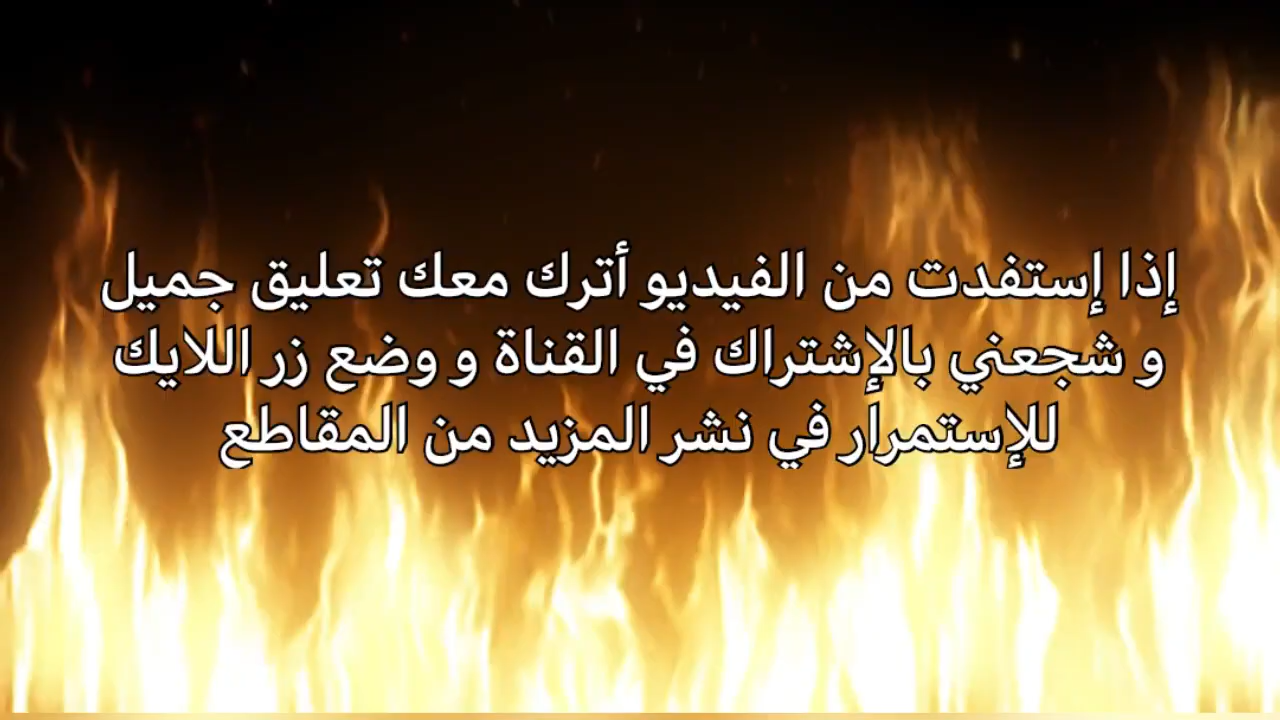 إذا إستفدت من الفيديو أترك معك تعليق جميل
و شجعني بالإشتراك في القناة و وضع زر اللايك
للإستمرار في نشر المزيد من المقاطع